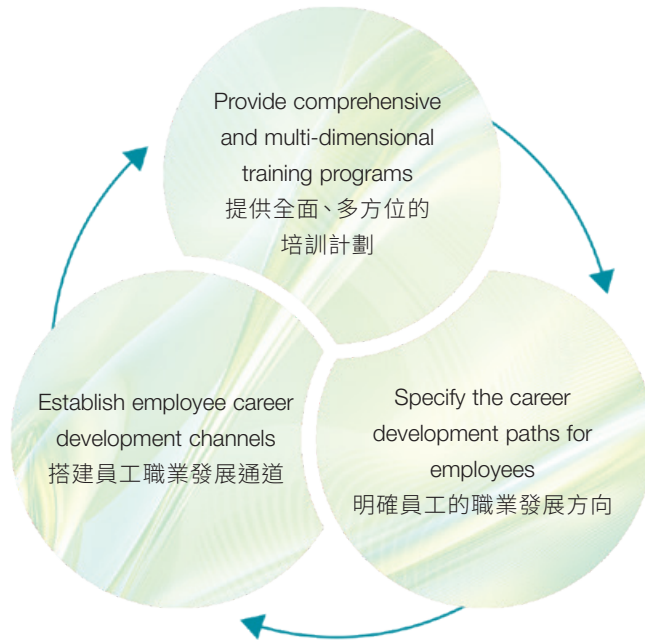 Provide comprehensive
and multi-dimensional
training programs
提供全面、多方位的
培訓計劃
Establish employee career
development channels
搭建員工職業發展通道
Specify the career
development paths for
employees
明確員工的職業發展方向